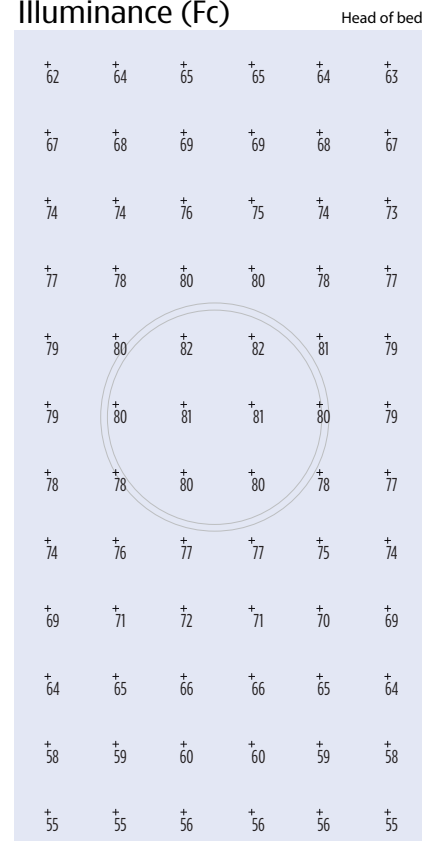 Illuminance (Fc) Head of bed
+ + + + + +
62 64 65 65 64 63
+ + + + + +
67 68 69 69 68 67
+ + + + + +
74 74 76 75 74 73
+ + + + + +
77 78 80 80 78 77
+ + + + + +
79 80 82 82 81 79
+ + + + + +
79 80 81 81 80 79
+ + + + + +
78 78 80 80 78 77
+ + + + + +
74 76 77 77 75 74
+ + + + + +
69 71 72 71 70 69
+ + + + + +
64 65 66 66 65 64
+ + + + + +
58 59 60 60 59 58
+ + + + + +
55 55 56 56 56 55